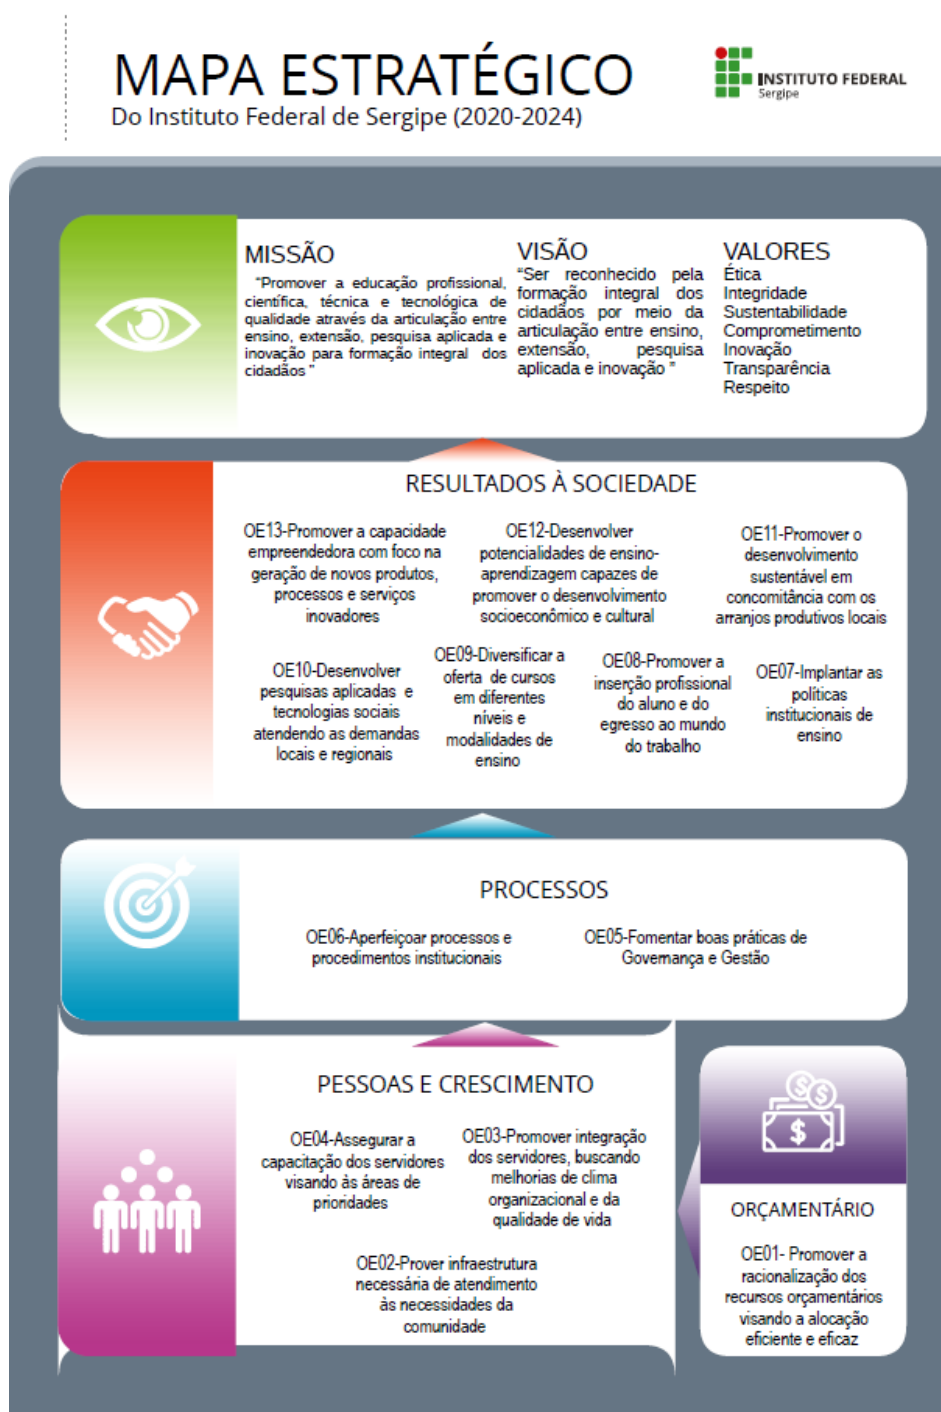 MAPA ESTRATÉGICO
Do Instituto Federal de Sergipe (2020-2024)
INSTITUTO FEDERAL
Sergipe
MISSÃO
“Promover a educação profissional,
científica, técnica e tecnológica de
qualidade através da articulação entre
ensino, extensão, pesquisa aplicada e
inovação para formação integral dos
cidadãos ”
VISÃO
“Ser reconhecido pela
formação integral dos
cidadãos por meio da
articulação entre ensino,
extensão, pesquisa
aplicada e inovação ”
VALORES
Ética
Integridade
Sustentabilidade
Comprometimento
Inovação
Transparência
Respeito
RESULTADOS À SOCIEDADE
OE13-Promover a capacidade
empreendedora com foco na
geração de novos produtos,
processos e serviços
inovadores
OE12-Desenvolver
potencialidades de ensino-
aprendizagem capazes de
promover o desenvolvimento
socioeconômico e cultural
OE11-Promover o
desenvolvimento
sustentável em
concomitância com os
arranjos produtivos locais
OE10-Desenvolver
pesquisas aplicadas e
tecnologias sociais
atendendo as demandas
locais e regionais
OE09-Diversificar a
oferta de cursos
em diferentes
níveis e
modalidades de
ensino
OE08-Promover a
inserção profissional
do aluno e do
egresso ao mundo
do trabalho
OE07-Implantar as
políticas
institucionais de
ensino
PROCESSOS
OE06-Aperfeiçoar processos e
procedimentos institucionais
OE05-Fomentar boas práticas de
Governança e Gestão
PESSOAS E CRESCIMENTO
OE04-Assegurar a
capacitação dos servidores
visando às áreas de
prioridades
OE03-Promover integração
dos servidores, buscando
melhorias de clima
organizacional e da
qualidade de vida
OE02-Prover infraestrutura
necessária de atendimento
às necessidades da
comunidade
ORÇAMENTÁRIO
OE01- Promover a
racionalização dos
recursos orçamentários
visando a alocação
eficiente e eficaz